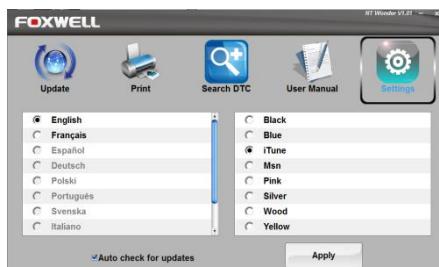 NT Wonder V1.01
FOXWELL
Update
Print
Search DTC
User Manual
Settings
English
Français
Español
Deutsch
Polski
Português
Svenska
Italiano
Black
Blue
iTune
Msn
Pink
Silver
Wood
Yellow
Auto check for updates
Apply